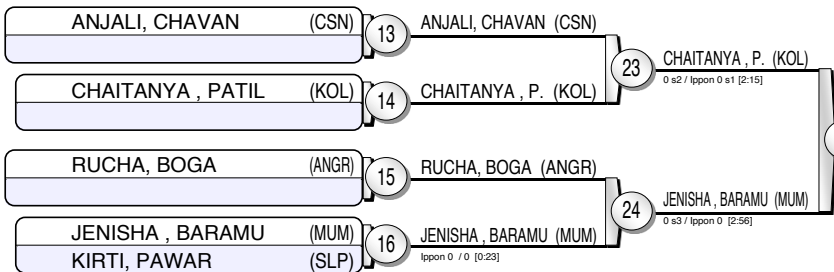 ANJALI, CHAVAN (CSN)
13
ANJALI, CHAVAN (CSN)
23
CHAITANYA , P. (KOL)
0 s2 / Ippon 0 s1 [2:15]
CHAITANYA , PATIL (KOL)
14
CHAITANYA , P. (KOL)
RUCHA, BOGA (ANGR)
15
RUCHA, BOGA (ANGR)
24
JENISHA , BARAMU (MUM)
0 s3 / Ippon 0 [2:56]
JENISHA , BARAMU (MUM)
KIRTI, PAWAR (SLP)
16
JENISHA , BARAMU (MUM)
Ippon 0 / 0 [0:23]